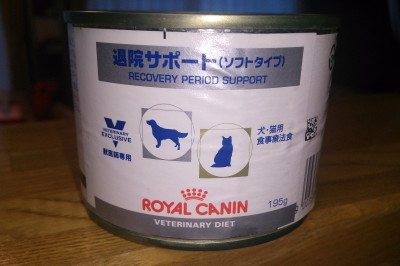 退院サポート(ソフトタイプ)
RECOVERY PERIOD SUPPORT
VETERINARY
EXCLUSIVE
獣医師専用
犬・猫用
食事療法食
ROYAL CANIN
VETERINARY DIET
195g